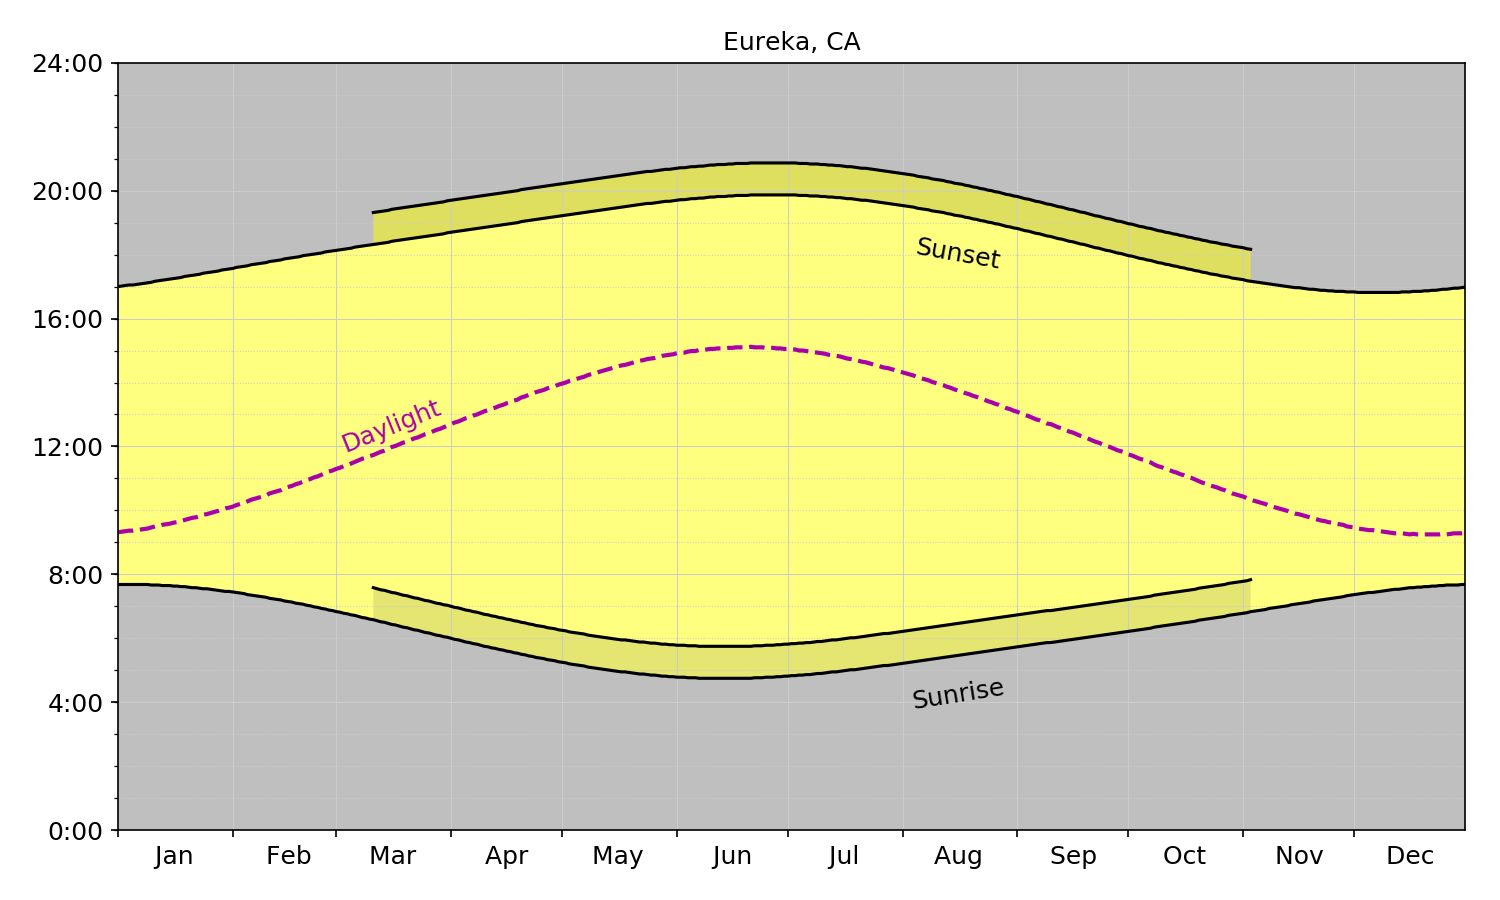 Eureka, CA
24:00
20:00
16:00
12:00
8:00
4:00
0:00
Sunset
Daylight
Sunrise
Jan Feb Mar Apr May Jun Jul Aug Sep Oct Nov Dec